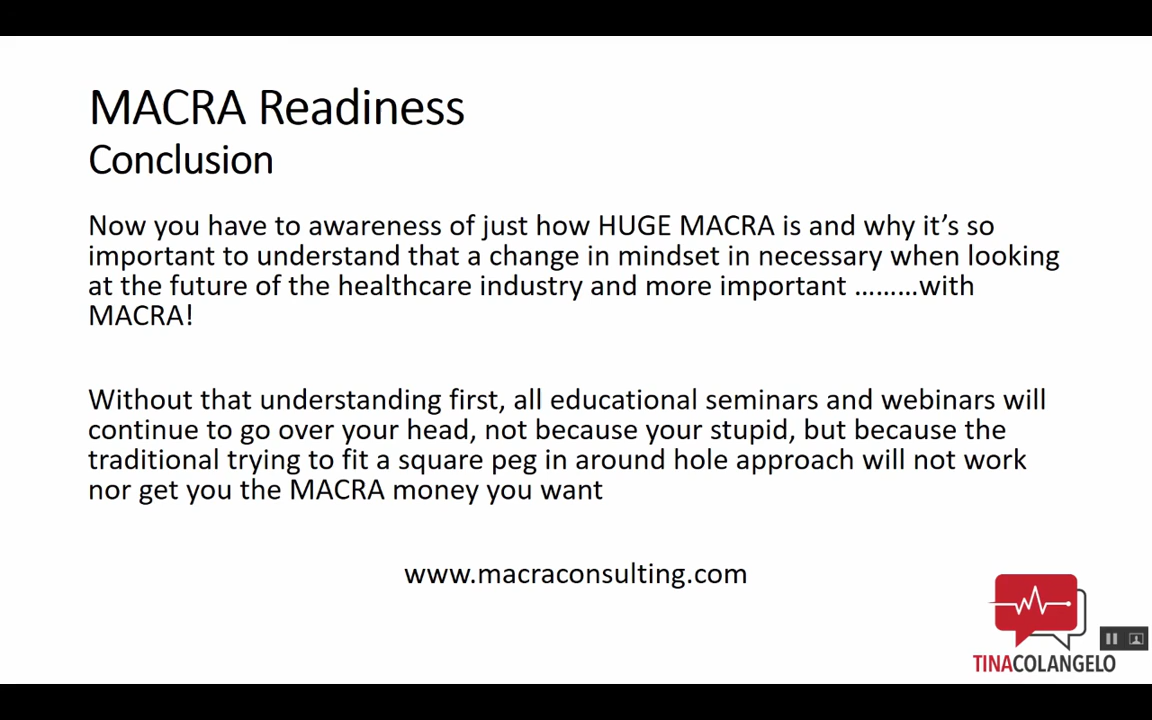 MACRA Readiness
Conclusion
Now you have to awareness of just how HUGE MACRA is and why it’s so
important to understand that a change in mindset in necessary when looking
at the future of the healthcare industry and more important ………with
MACRA!
Without that understanding first, all educational seminars and webinars will
continue to go over your head, not because your stupid, but because the
traditional trying to fit a square peg in around hole approach will not work
nor get you the MACRA money you want
www.macraconsulting.com
TINACOLANGELO